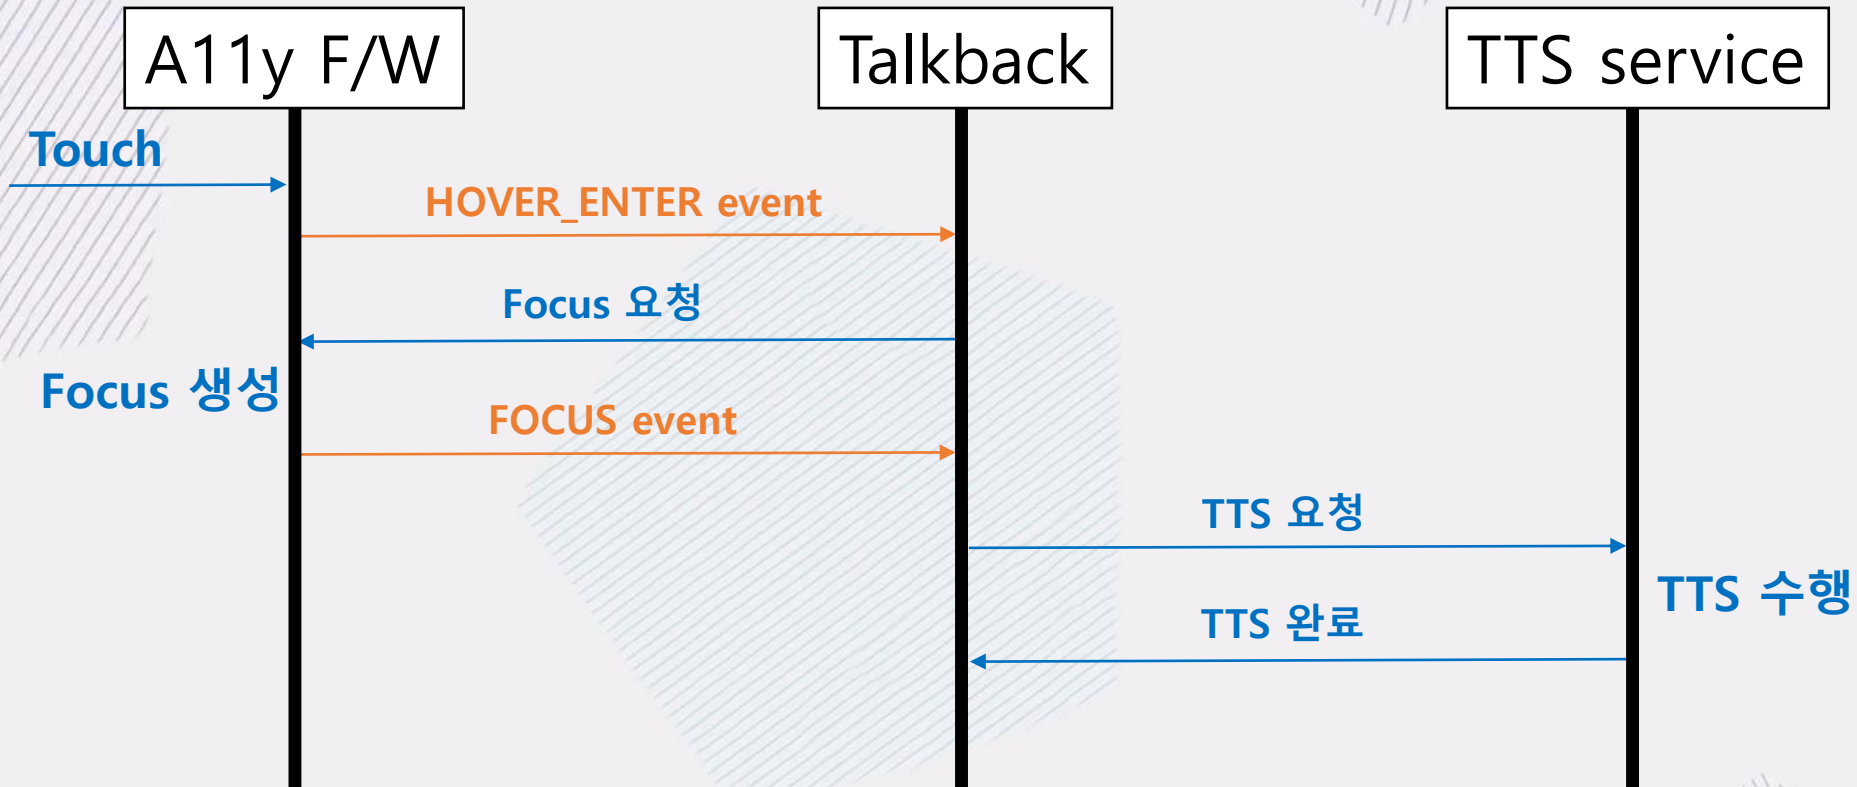 A11y F/W
Talkback
TTS service
Touch
HOVER_ENTER event
Focus 요청
Focus 생성
FOCUS event
TTS 요청
TTS 수행
TTS 완료